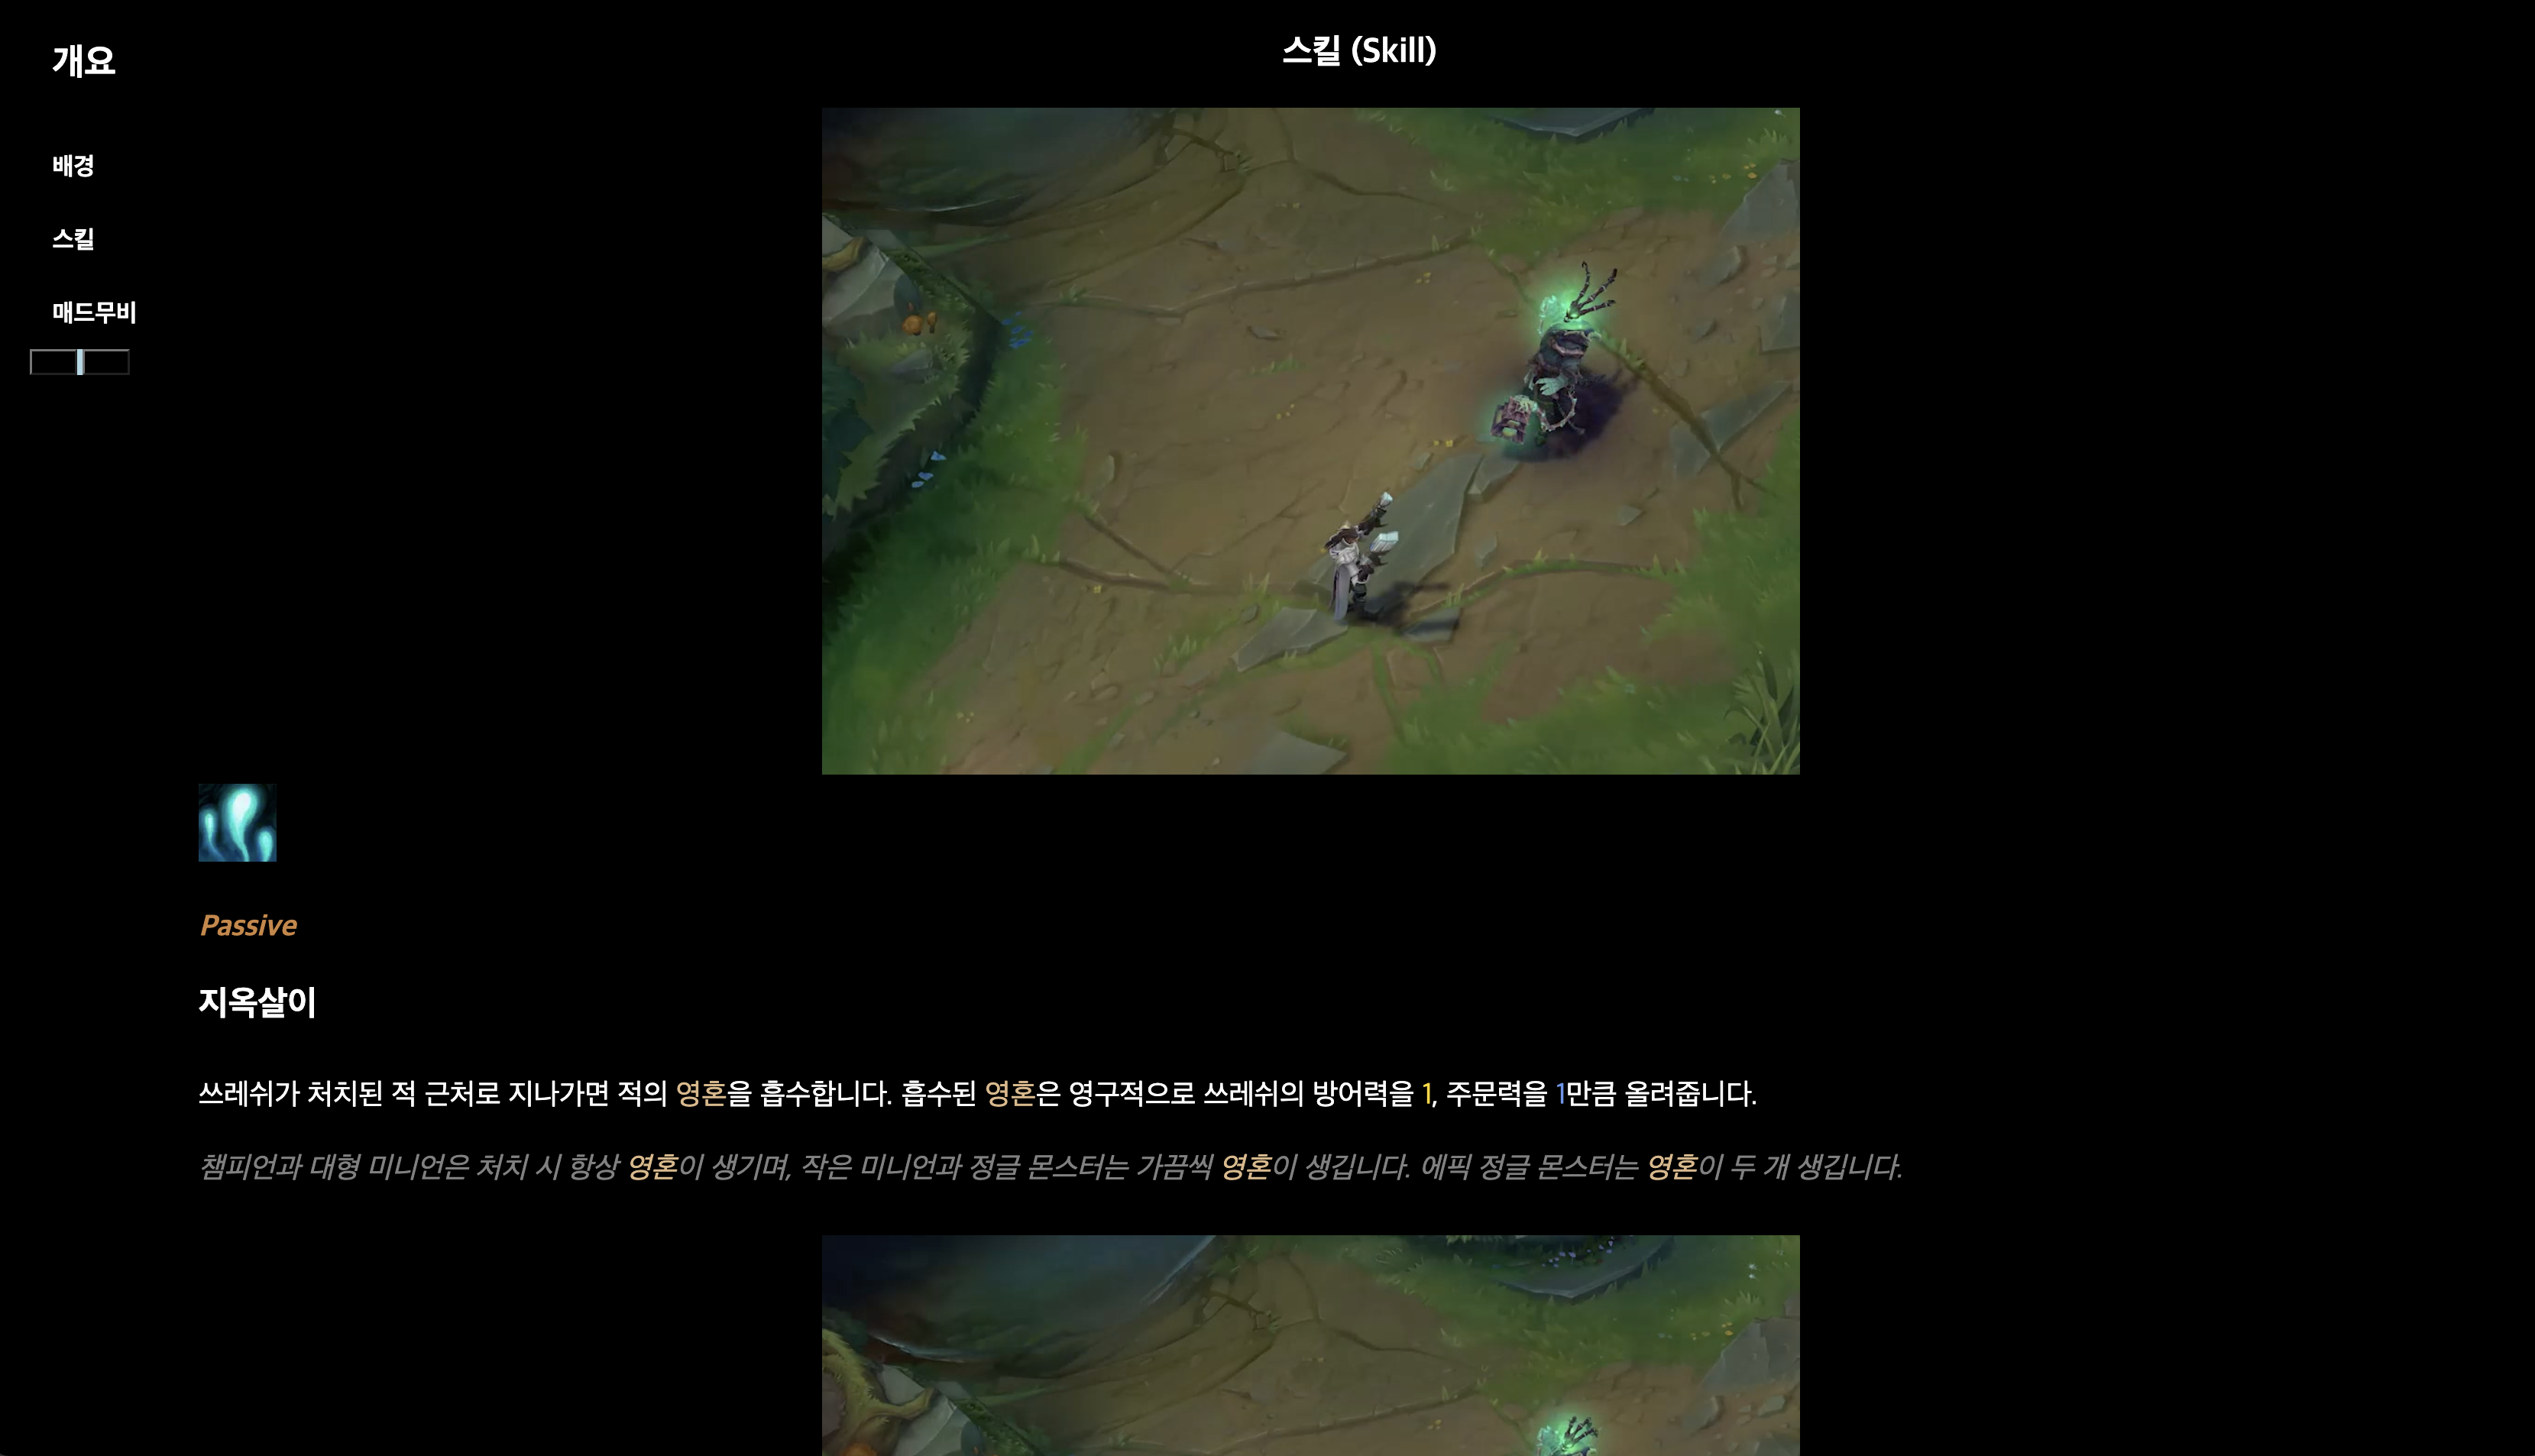 개요
배경
스킬
매드무비
스킬 (Skill)
Passive
지옥살이
쓰레쉬가 처치된 적 근처로 지나가면 적의 영혼을 흡수합니다. 흡수된 영혼은 영구적으로 쓰레쉬의 방어력을 1, 주문력을 1만큼 올려줍니다.
챔피언과 대형 미니언은 처치 시 항상 영혼이 생기며, 작은 미니언과 정글 몬스터는 가끔씩 영혼이 생깁니다. 에픽 정글 몬스터는 영혼이 두 개 생깁니다.